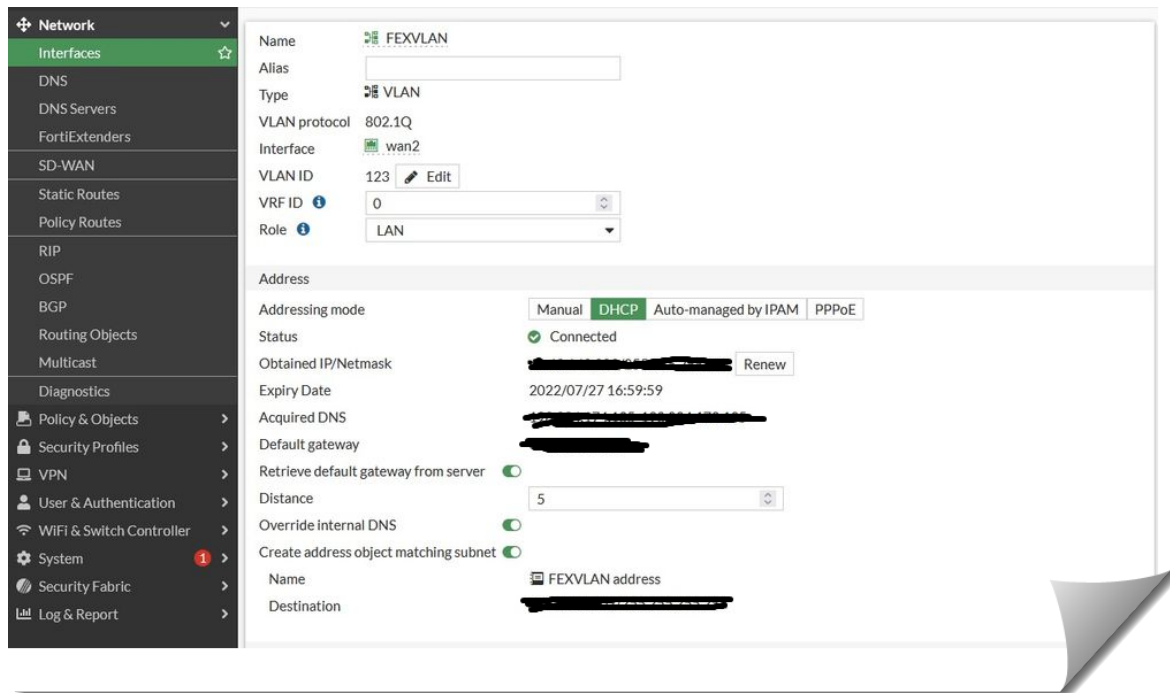 Network
Interfaces
DNS
DNS Servers
FortiExtenders
SD-WAN
Static Routes
Policy Routes
RIP
OSPF
BGP
Routing Objects
Multicast
Diagnostics
Policy & Objects
Security Profiles
VPN
User & Authentication
WiFi & Switch Controller
System 1
Security Fabric
Log & Report
Name FEXVLAN
Alias
Type VLAN
VLAN protocol 802.1Q
Interface wan2
VLAN ID 123 Edit
VRF ID 0
Role LAN
Address
Addressing mode Manual DHCP Auto-managed by IPAM PPPoE
Status Connected
Obtained IP/Netmask Renew
Expiry Date 2022/07/27 16:59:59
Acquired DNS
Default gateway
Retrieve default gateway from server
Distance 5
Override internal DNS
Create address object matching subnet
Name FEXVLAN address
Destination